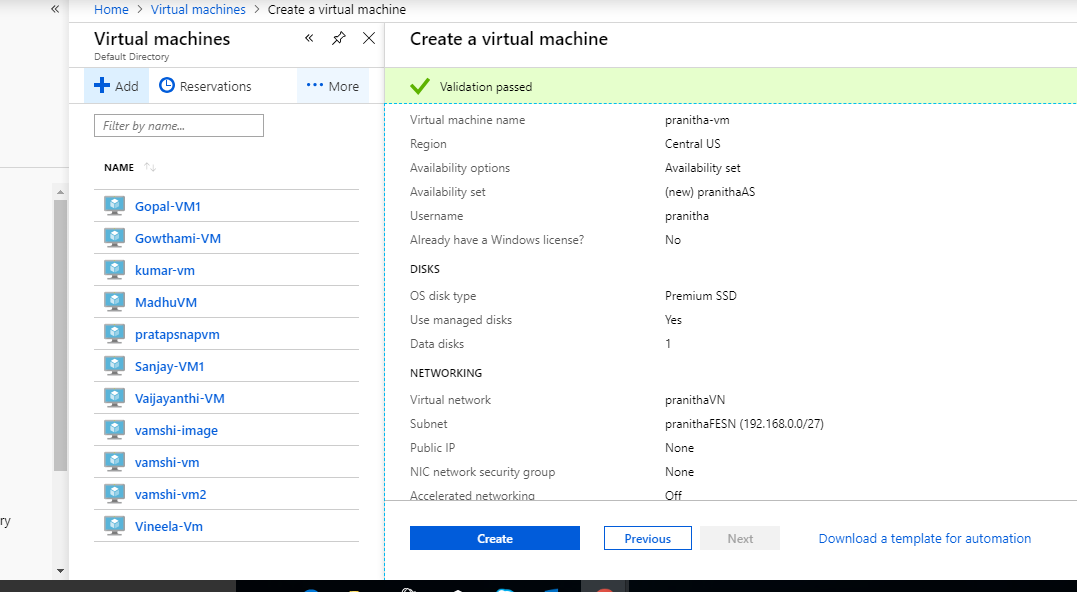 Home > Virtual machines > Create a virtual machine
Virtual machines
Default Directory
Add Reservations ··· More
Filter by name...
NAME
Gopal-VM1
Gowthami-VM
kumar-vm
MadhuVM
pratapsnapvm
Sanjay-VM1
Vaijayanthi-VM
vamshi-image
vamshi-vm
vamshi-vm2
Vineela-Vm
ry
Create a virtual machine
Validation passed
Virtual machine name pranitha-vm
Region Central US
Availability options Availability set
Availability set (new) pranithaAS
Username pranitha
Already have a Windows license? No
DISKS
OS disk type Premium SSD
Use managed disks Yes
Data disks 1
NETWORKING
Virtual network pranithaVN
Subnet pranithaFESN (192.168.0.0/27)
Public IP None
NIC network security group None
Accelerated networking Off
Create Previous Next Download a template for automation